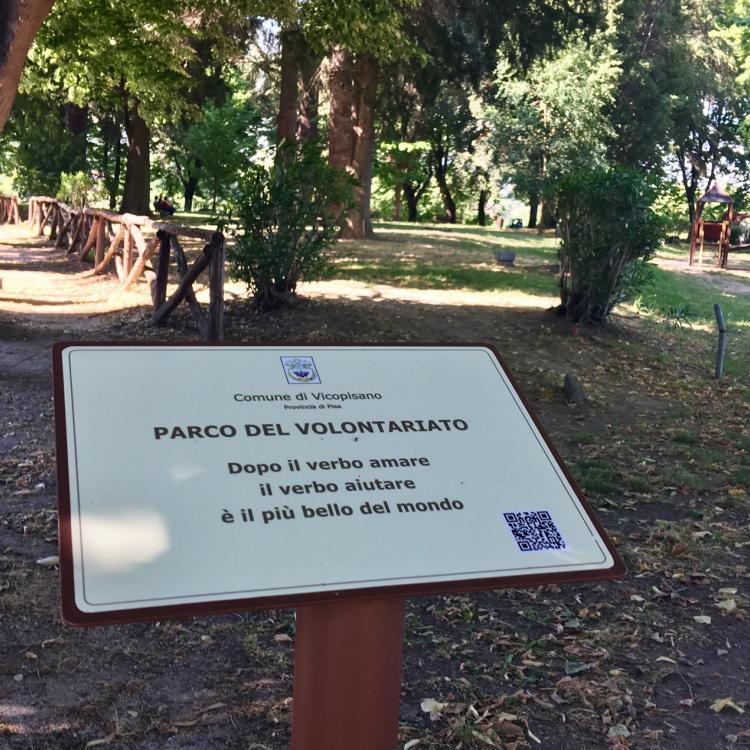 Comune di Vicopisano
Provincia di Pisa
PARCO DEL VOLONTARIATO
Dopo il verbo amare
il verbo aiutare
è il più bello del mondo